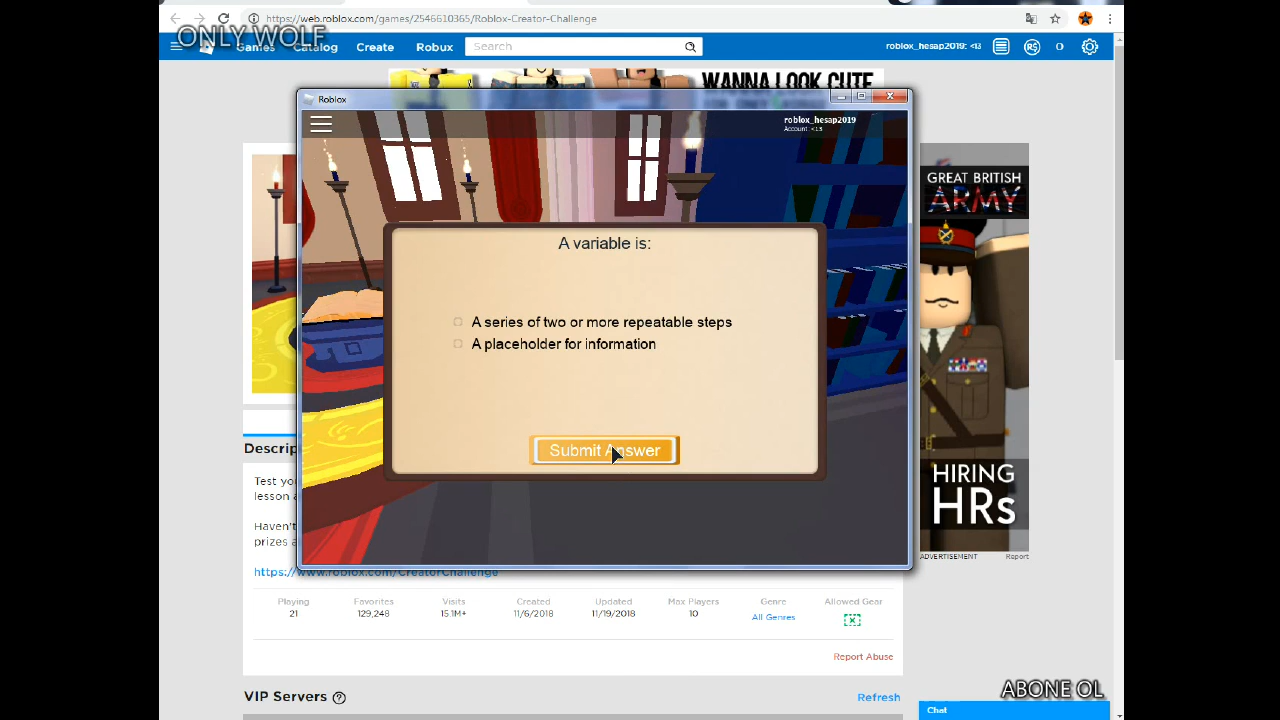 https://web.roblox.com/games/2546610365/Roblox-Creator-Challenge
ONLY WOLF
Games
Catalog
Create
Robux
Search
roblox_hesap2019: <13
R$
0
WANNA LOOK CUTE
Roblox
roblox_hesap2019
Account: <13
A variable is:
A series of two or more repeatable steps
A placeholder for information
Submit Answer
GREAT BRITISH
ARMY
HIRING
HRs
ADVERTISEMENT
Report
Descrip
Test you
lesson
Haven't
prizes a
https://www.roblox.com/CreatorChallenge
Playing
Favorites
Visits
Created
Updated
Max Players
Genre
Allowed Gear
21
129,248
15.1M+
11/6/2018
11/19/2018
10
All Genres
Report Abuse
VIP Servers
Refresh
ABONE OL
Chat